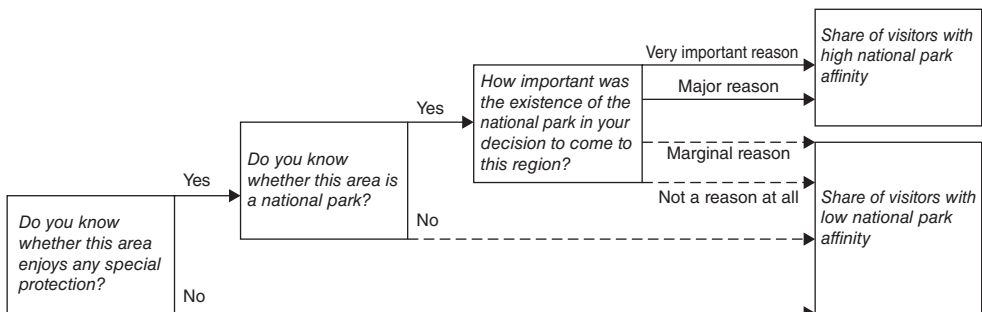 Do you know
whether this area
enjoys any special
protection?
Yes
No
Do you know
whether this area is
a national park?
Yes
No
How important was
the existence of the
national park in your
decision to come to
this region?
Very important reason
Major reason
Marginal reason
Not a reason at all
Share of visitors with
high national park
affinity
Share of visitors with
low national park
affinity